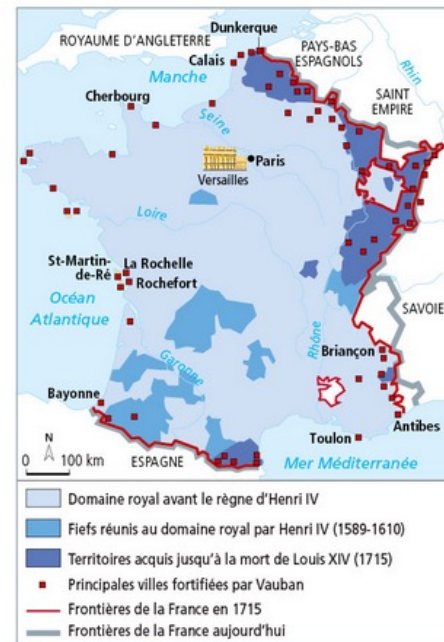 Dunkerque
ROYAUME D'ANGLETERRE
PAYS-BAS
ESPAGNOLS
Calais
Manche
Rhin
Cherbourg
SAINT
EMPIRE
Seine
Paris
Versailles
Loire
St-Martin-
de-Ré
La Rochelle
Rochefort
Océan
Atlantique
SAVOIE
Rhône
Briançon
Garonne
Bayonne
Antibes
Toulon
N
0 100 km
ESPAGNE
Mer Méditerranée
Domaine royal avant le règne d'Henri IV
Fiefs réunis au domaine royal par Henri IV (1589-1610)
Territoires acquis jusqu'à la mort de Louis XIV (1715)
Principales villes fortifiées par Vauban
Frontières de la France en 1715
Frontières de la France aujourd'hui